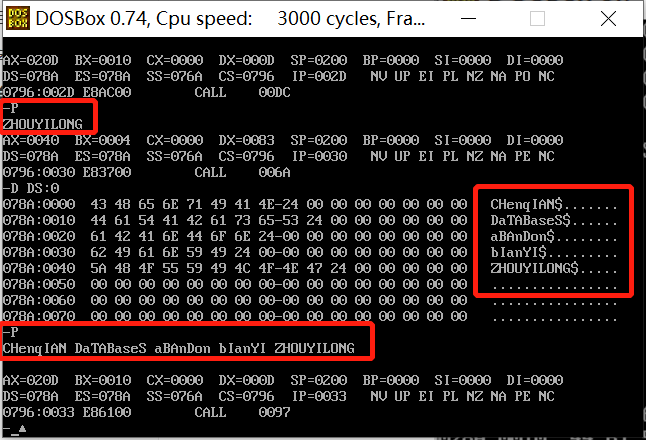 DOSBox 0.74, Cpu speed:    3000 cycles, Fra...
AX=020D  BX=0010  CX=0000  DX=000D  SP=0200  BP=0000  SI=0000  DI=0000
DS=078A  ES=078A  SS=076A  CS=0796  IP=002D   NV UP EI PL NZ NA PO NC
0796:002D E8AC00        CALL    00DC
-P
ZHOUYILONG
AX=0040  BX=0004  CX=0000  DX=0083  SP=0200  BP=0000  SI=0000  DI=0000
DS=078A  ES=078A  SS=076A  CS=0796  IP=0030   NV UP EI PL NZ NA PE NC
0796:0030 E83700        CALL    006A
-D DS:0
078A:0000  43 48 65 6E 71 49 41 4E-24 00 00 00 00 00 00 00   CHenqIAN$.......
078A:0010  44 61 54 41 42 61 73 65-53 24 00 00 00 00 00 00   DaTABaseS$......
078A:0020  61 42 41 6E 44 6F 6E 24-00 00 00 00 00 00 00 00   aBAnDon$........
078A:0030  62 49 61 6E 59 49 24 00-00 00 00 00 00 00 00 00   bIanYI$.........
078A:0040  5A 48 4F 55 59 49 4C 4F-4E 47 24 00 00 00 00 00   ZHOUYILONG$.....
078A:0050  00 00 00 00 00 00 00 00-00 00 00 00 00 00 00 00   ................
078A:0060  00 00 00 00 00 00 00 00-00 00 00 00 00 00 00 00   ................
078A:0070  00 00 00 00 00 00 00 00-00 00 00 00 00 00 00 00   ................
-P
CHenqIAN DaTABaseS aBAnDon bIanYI ZHOUYILONG
AX=020D  BX=0010  CX=0000  DX=000D  SP=0200  BP=0000  SI=0000  DI=0000
DS=078A  ES=078A  SS=076A  CS=0796  IP=0033   NV UP EI PL NZ NA PO NC
0796:0033 E86100        CALL    0097
-_